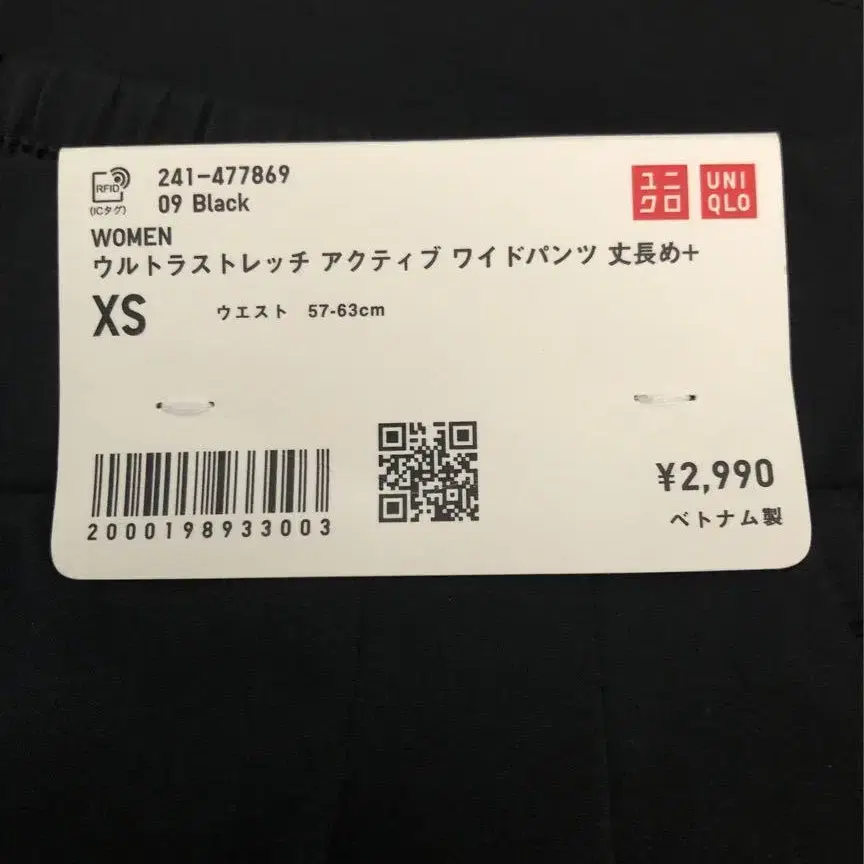 RFID
(ICタグ)
241-477869
09 Black
ユニ
クロ
UNI
QLO
WOMEN
ウルトラストレッチ アクティブ ワイドパンツ 丈長め+
XS ウエスト 57-63cm
2000198933003
¥2,990
ベトナム製